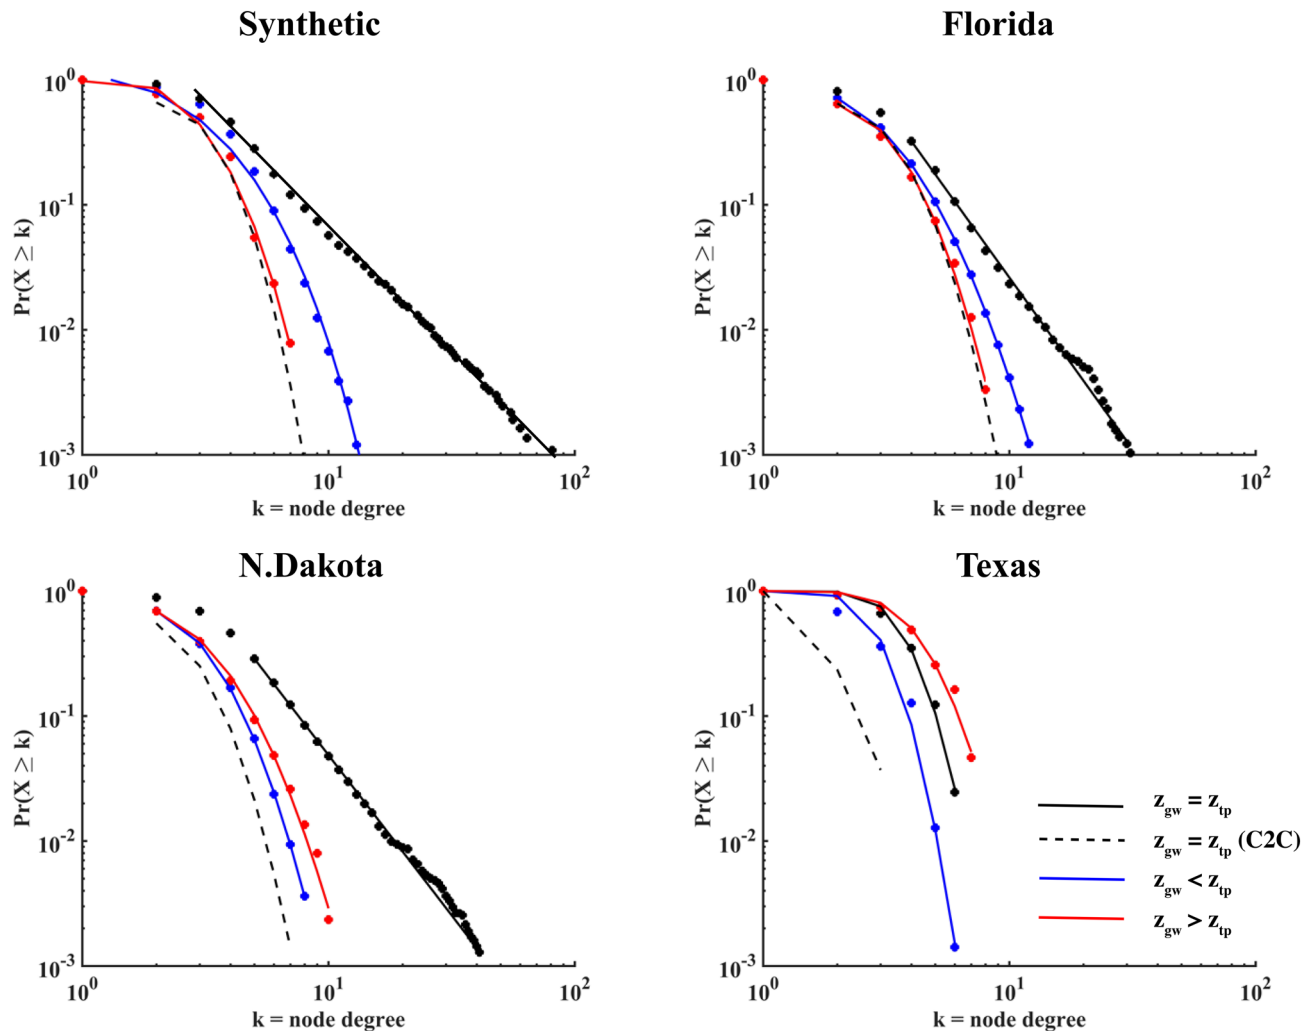 Synthetic
Pr(X ≥ k)
10^0
10^-1
10^-2
10^-3
10^0
10^1
10^2
k = node degree
Florida
Pr(X ≥ k)
10^0
10^-1
10^-2
10^-3
10^0
10^1
10^2
k = node degree
N.Dakota
Pr(X ≥ k)
10^0
10^-1
10^-2
10^-3
10^0
10^1
10^2
k = node degree
Texas
Pr(X ≥ k)
10^0
10^-1
10^-2
10^-3
10^0
10^1
10^2
k = node degree
z_gw = z_tp
z_gw = z_tp (C2C)
z_gw < z_tp
z_gw > z_tp